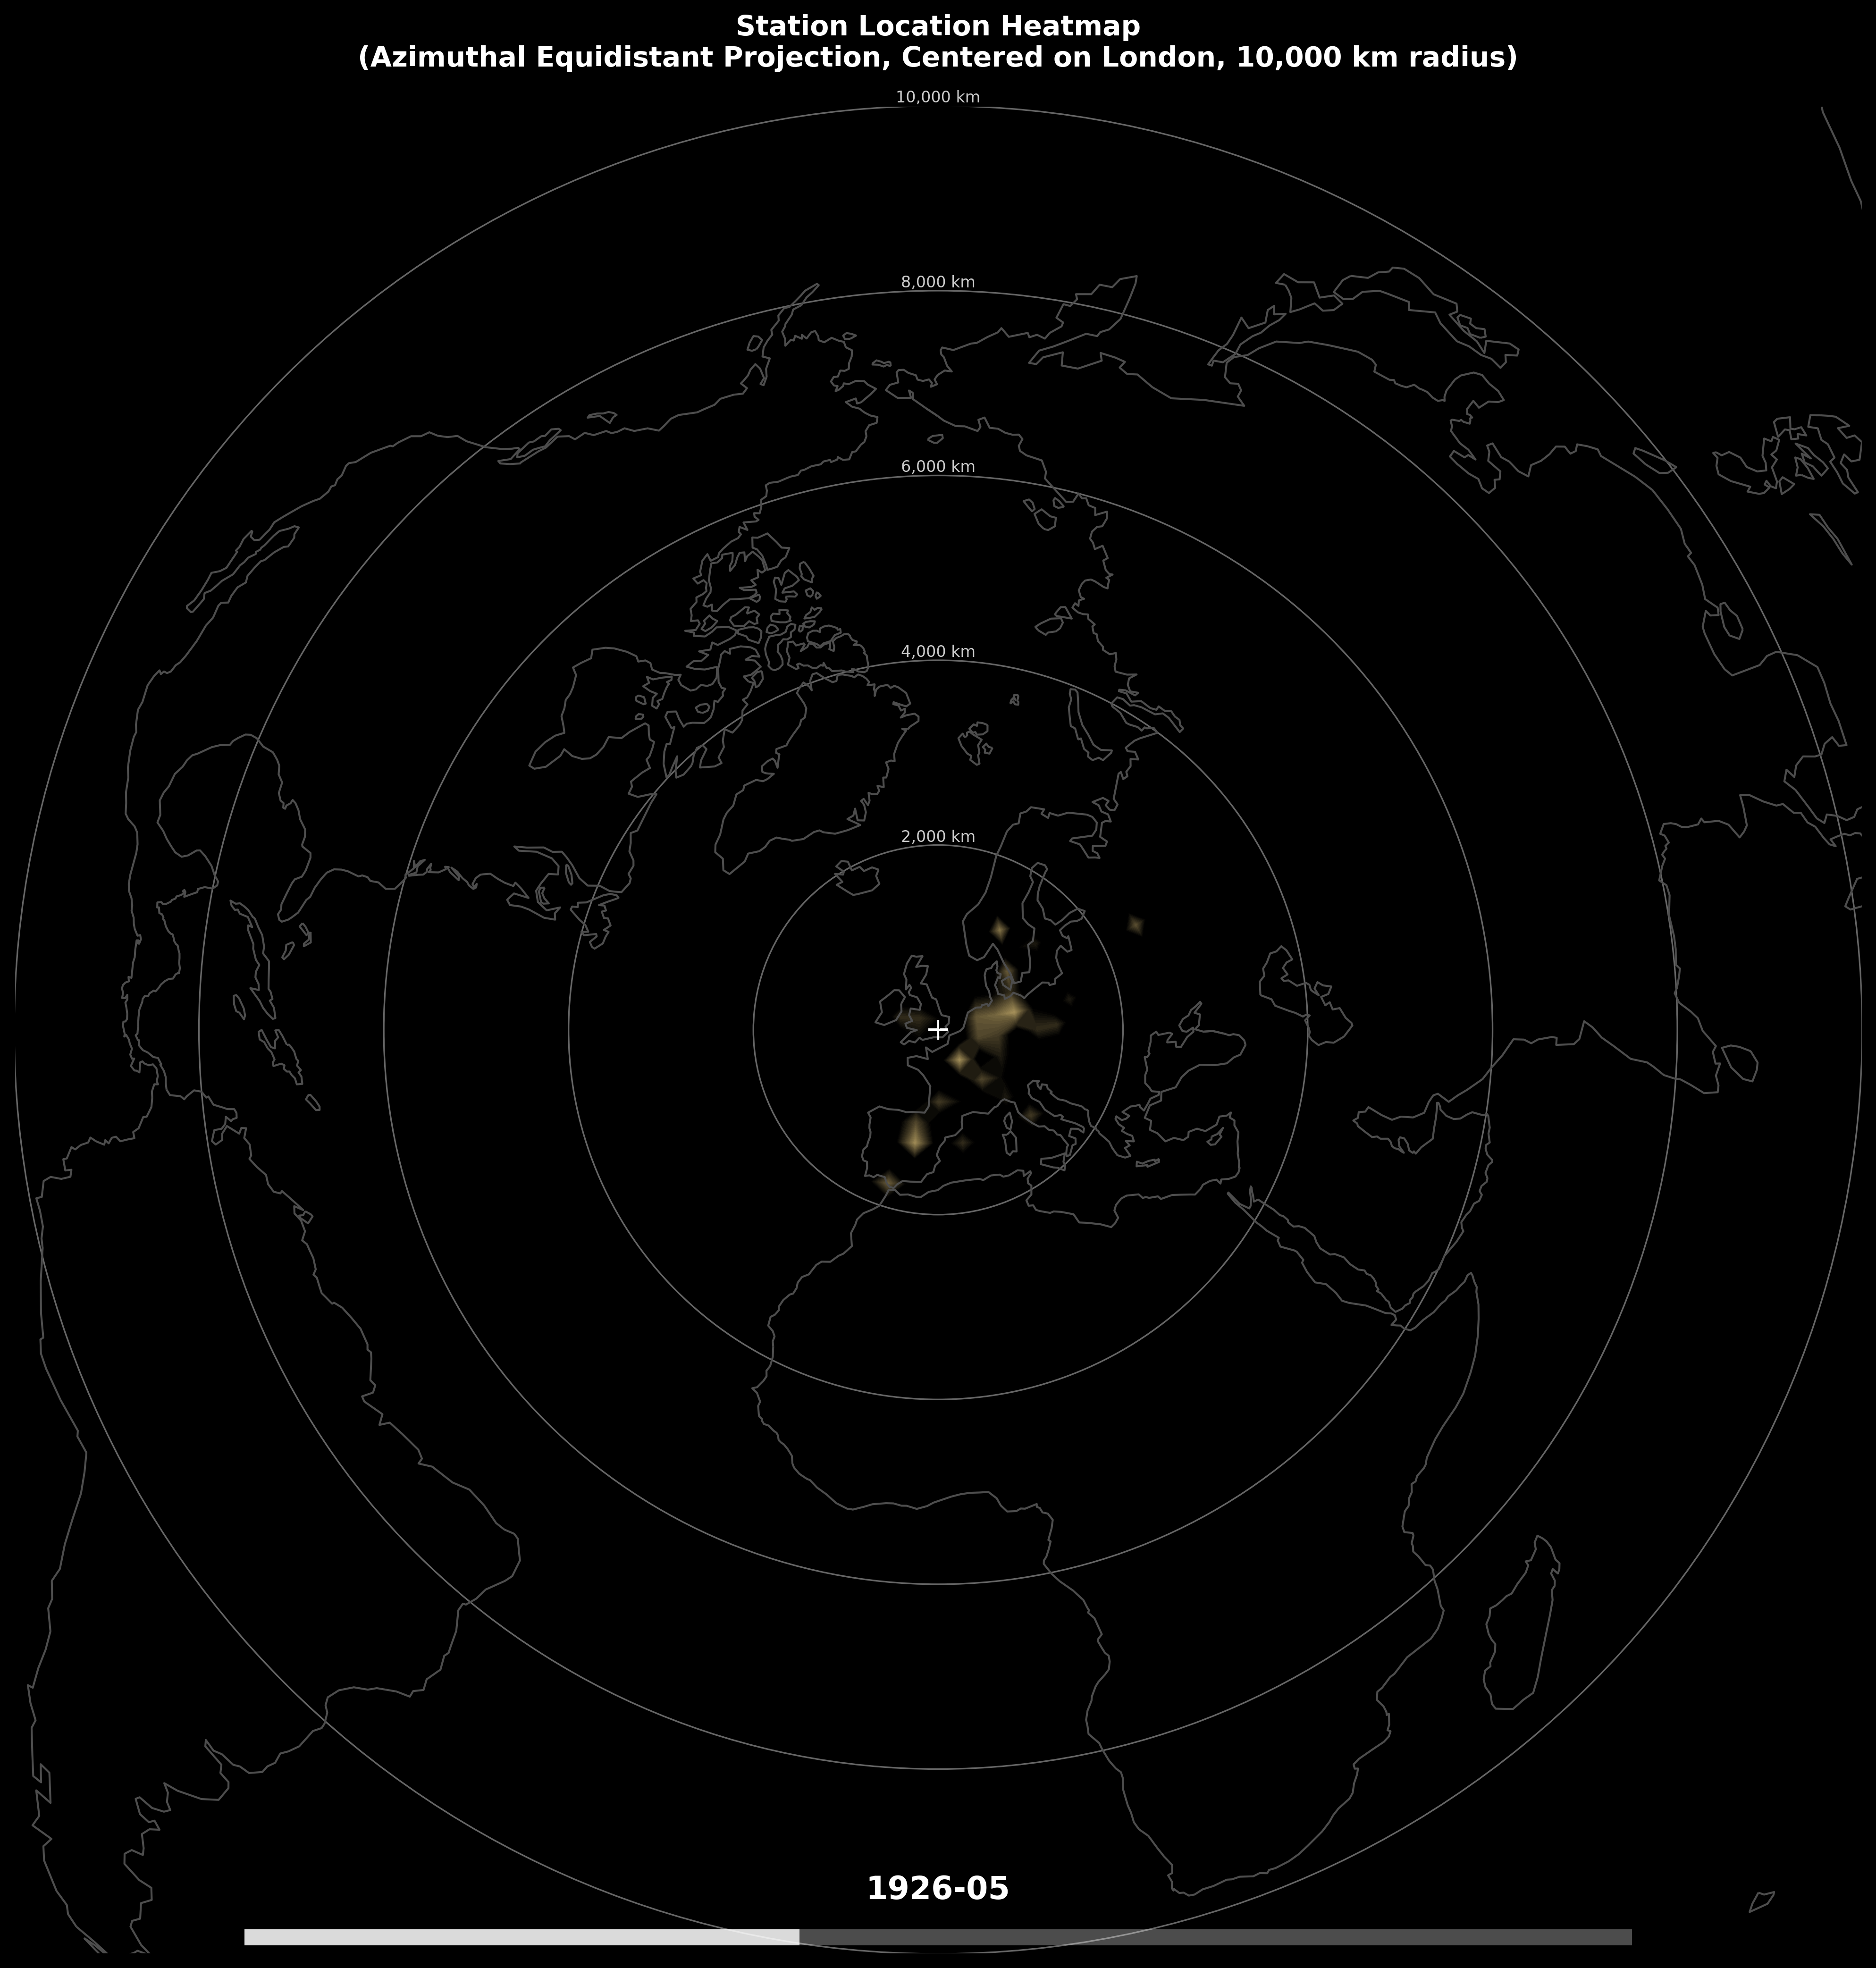 Station Location Heatmap
(Azimuthal Equidistant Projection, Centered on London, 10,000 km radius)
10,000 km
8,000 km
6,000 km
4,000 km
2,000 km
1926-05